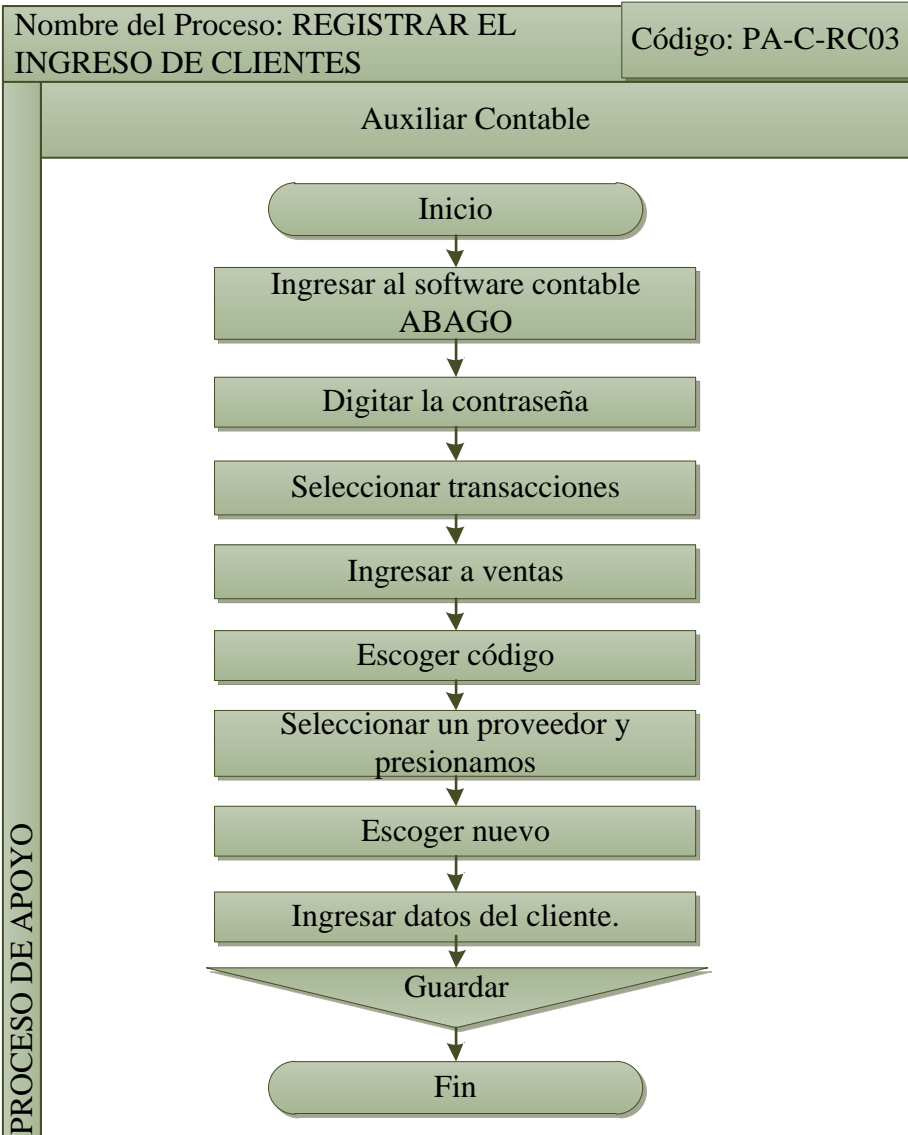 Nombre del Proceso: REGISTRAR EL
INGRESO DE CLIENTES
Código: PA-C-RC03
Auxiliar Contable
Inicio
Ingresar al software contable
ABAGO
Digitar la contraseña
Seleccionar transacciones
Ingresar a ventas
Escoger código
Seleccionar un proveedor y
presionamos
Escoger nuevo
Ingresar datos del cliente.
Guardar
Fin
PROCESO DE APOYO